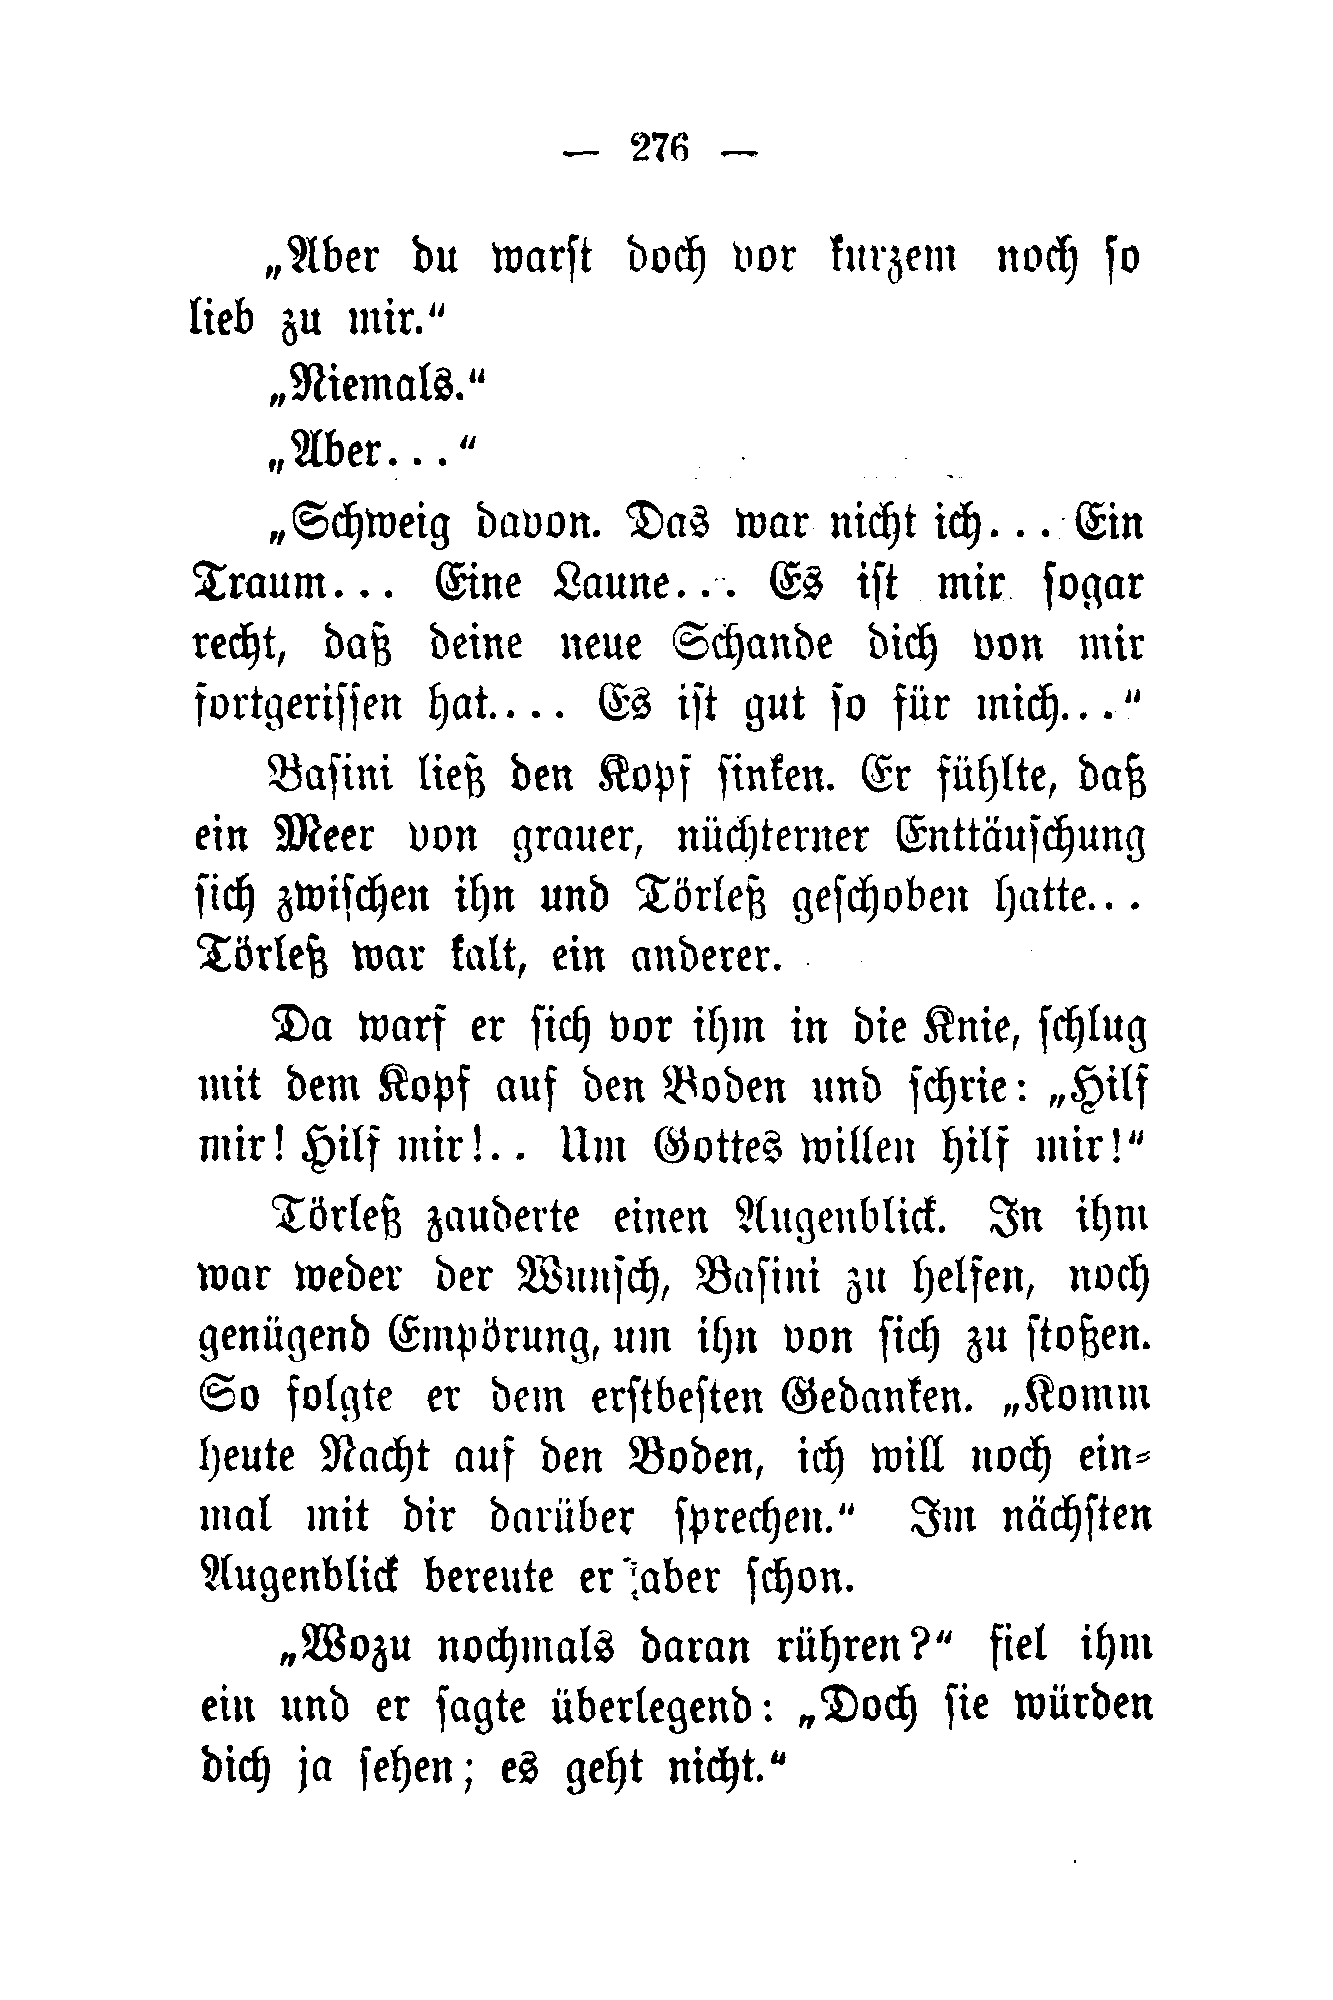 — 276 —
„Aber du warst doch vor kurzem noch so
lieb zu mir.“
„Niemals.“
„Aber...“
„Schweig davon. Das war nicht ich... Ein
Traum... Eine Laune... Es ist mir sogar
recht, daß deine neue Schande dich von mir
fortgerissen hat.... Es ist gut so für mich...“
Basini ließ den Kopf sinken. Er fühlte, daß
ein Meer von grauer, nüchterner Enttäuschung
sich zwischen ihn und Törleß geschoben hatte...
Törleß war kalt, ein anderer.
Da warf er sich vor ihm in die Knie, schlug
mit dem Kopf auf den Boden und schrie: „Hilf
mir! Hilf mir!.. Um Gottes willen hilf mir!“
Törleß zauderte einen Augenblick. In ihm
war weder der Wunsch, Basini zu helfen, noch
genügend Empörung, um ihn von sich zu stoßen.
So folgte er dem erstbesten Gedanken. „Komm
heute Nacht auf den Boden, ich will noch ein-
mal mit dir darüber sprechen.“ Im nächsten
Augenblick bereute er aber schon.
„Wozu nochmals daran rühren?“ fiel ihm
ein und er sagte überlegend: „Doch sie würden
dich ja sehen; es geht nicht.“